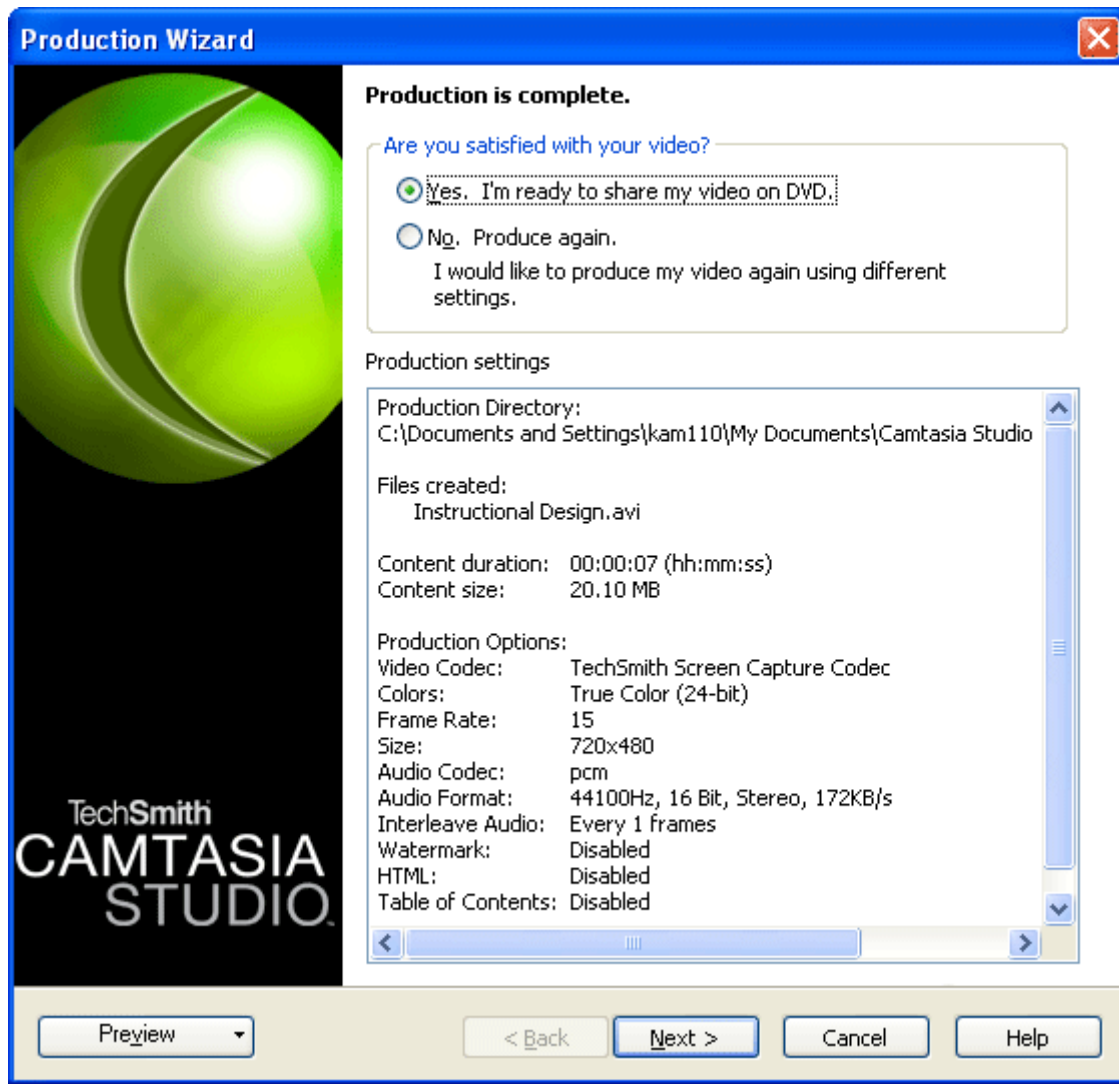 Production Wizard
Production is complete.
Are you satisfied with your video?
Yes. I'm ready to share my video on DVD.
No. Produce again.
I would like to produce my video again using different
settings.
Production settings
Production Directory:
C:\Documents and Settings\kam110\My Documents\Camtasia Studio
Files created:
Instructional Design.avi
Content duration: 00:00:07 (hh:mm:ss)
Content size: 20.10 MB
Production Options:
Video Codec: TechSmith Screen Capture Codec
Colors: True Color (24-bit)
Frame Rate: 15
Size: 720x480
Audio Codec: pcm
Audio Format: 44100Hz, 16 Bit, Stereo, 172KB/s
Interleave Audio: Every 1 frames
Watermark: Disabled
HTML: Disabled
Table of Contents: Disabled
TechSmith
CAMTASIA
STUDIO
Preview < Back Next > Cancel Help